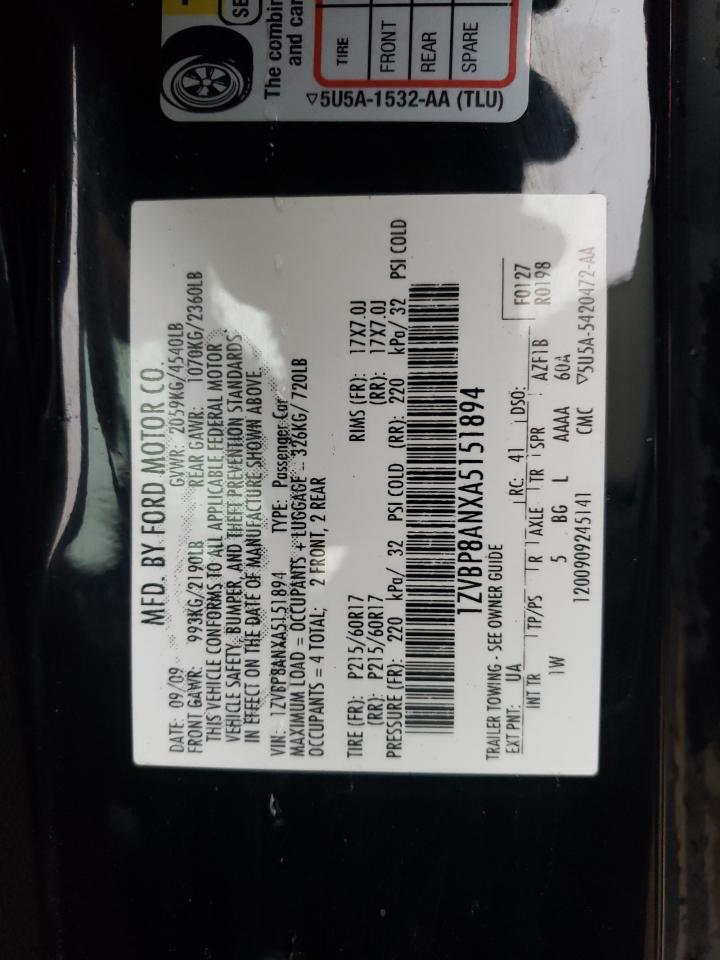 SE
The combin
and car
TIRE
FRONT
REAR
SPARE
▽5U5A-1532-AA (TLU)
MFD. BY FORD MOTOR CO.
DATE: 09/09 GVWR: 2059KG/4540LB
FRONT GAWR: 993KG/2190LB REAR GAWR: 1070KG/2360LB
THIS VEHICLE CONFORMS TO ALL APPLICABLE FEDERAL MOTOR
VEHICLE SAFETY, BUMPER, AND THEFT PREVENTION STANDARDS
IN EFFECT ON THE DATE OF MANUFACTURE SHOWN ABOVE.
VIN: 1ZVBP8ANXA5151894 TYPE: Passenger Car
MAXIMUM LOAD = OCCUPANTS + LUGGAGE = 326KG/ 720LB
OCCUPANTS = 4 TOTAL; 2 FRONT, 2 REAR
TIRE (FR): P215/60R17 RIMS (FR): 17X7.0J
(RR): P215/60R17 (RR): 17X7.0J
PRESSURE (FR): 220 kPa/ 32 PSI COLD (RR): 220 kPa/ 32 PSI COLD
1ZVBP8ANXA5151894
TRAILER TOWING - SEE OWNER GUIDE
EXT PNT: UA RC: 41 DSO: F0127
R0198
INT TR TP/PS R AXLE TR SPR AZF1B
1W 5 BG L AAAA 60A
1200909245141 CMC ▽5U5A-5420472-AA